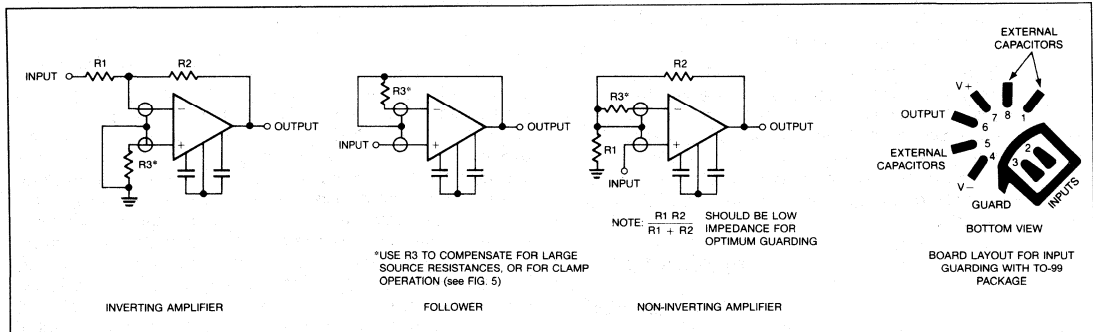 INPUT
R1
R2
R3*
−
+
OUTPUT
INVERTING AMPLIFIER
R3*
INPUT
−
+
OUTPUT
*USE R3 TO COMPENSATE FOR LARGE
SOURCE RESISTANCES, OR FOR CLAMP
OPERATION (see FIG. 5)
FOLLOWER
R2
R3*
R1
INPUT
−
+
OUTPUT
NOTE: R1 R2 / R1 + R2 SHOULD BE LOW
IMPEDANCE FOR
OPTIMUM GUARDING
NON-INVERTING AMPLIFIER
EXTERNAL
CAPACITORS
V+
OUTPUT
EXTERNAL
CAPACITORS
V−
7
8
1
6
5
4
2
3
INPUTS
GUARD
BOTTOM VIEW
BOARD LAYOUT FOR INPUT
GUARDING WITH TO-99
PACKAGE